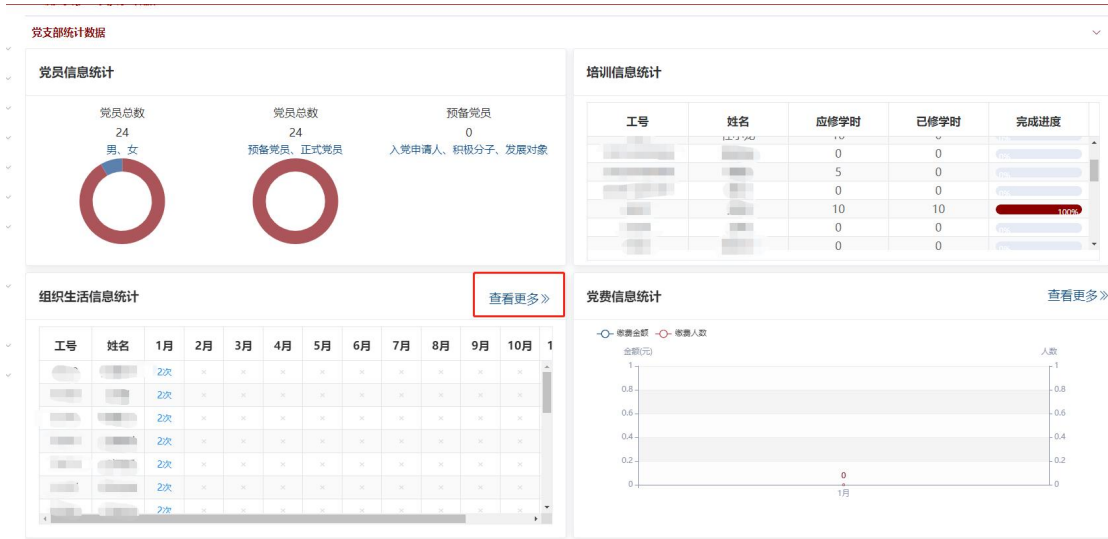 党支部统计数据
党员信息统计
党员总数
24
男、女
党员总数
24
预备党员、正式党员
预备党员
0
入党申请人、积极分子、发展对象
培训信息统计
工号 姓名 应修学时 已修学时 完成进度
0 0
5 0
0 0
10 10 100%
0 0
0 0
组织生活信息统计
查看更多》
工号 姓名 1月 2月 3月 4月 5月 6月 7月 8月 9月 10月 1
2次 × × × × × × × × ×
2次 × × × × × × × × ×
2次 × × × × × × × × ×
2次 × × × × × × × × ×
2次 × × × × × × × × ×
2次 × × × × × × × × ×
2次
党费信息统计
查看更多》
缴费金额 缴费人数
金额(元) 人数
1 1
0.8 0.8
0.6 0.6
0.4 0.4
0.2 0.2
0
0 0
1月